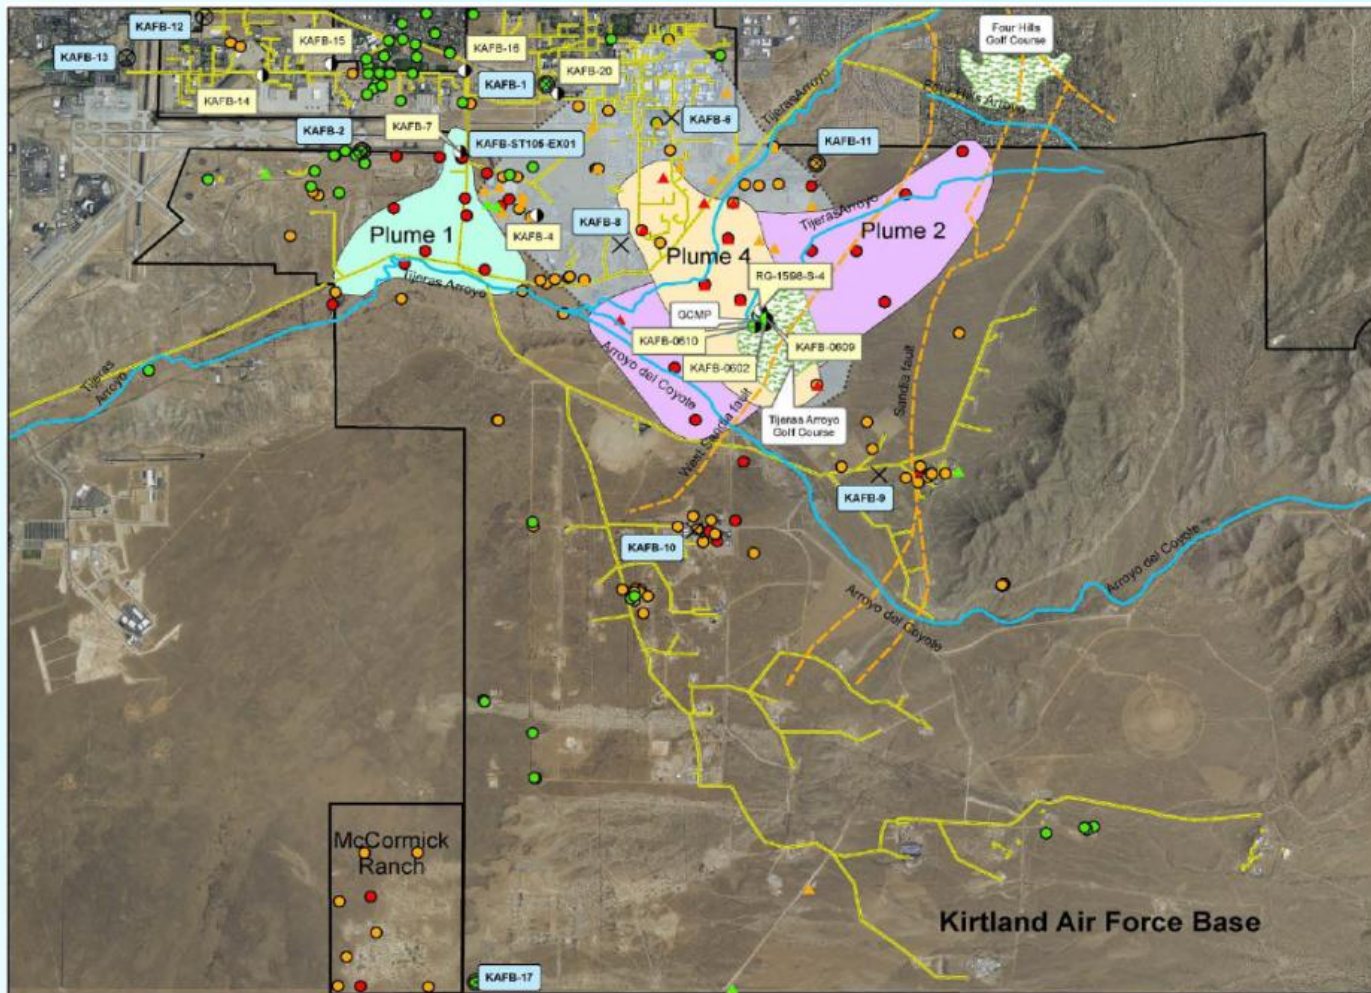 KAFB-12
KAFB-13
KAFB-15
KAFB-16
KAFB-1
KAFB-20
KAFB-14
KAFB-2
KAFB-7
KAFB-ST105-EX01
KAFB-6
KAFB-11
Four Hills
Golf Course
Tijeras Arroyo
Arroyo
Plume 1
KAFB-4
KAFB-8
Plume 4
Tijeras Arroyo
Plume 2
RG-1598-S-4
GCMP
KAFB-0610
KAFB-0609
KAFB-0602
Tijeras Arroyo
Golf Course
Tijeras Arroyo
Tijeras
Arroyo
Arroyo del Coyote
West Sandia fault
Sandia fault
KAFB-9
KAFB-10
Arroyo del Coyote
Arroyo del Coyote
McCormick
Ranch
KAFB-17
Kirtland Air Force Base